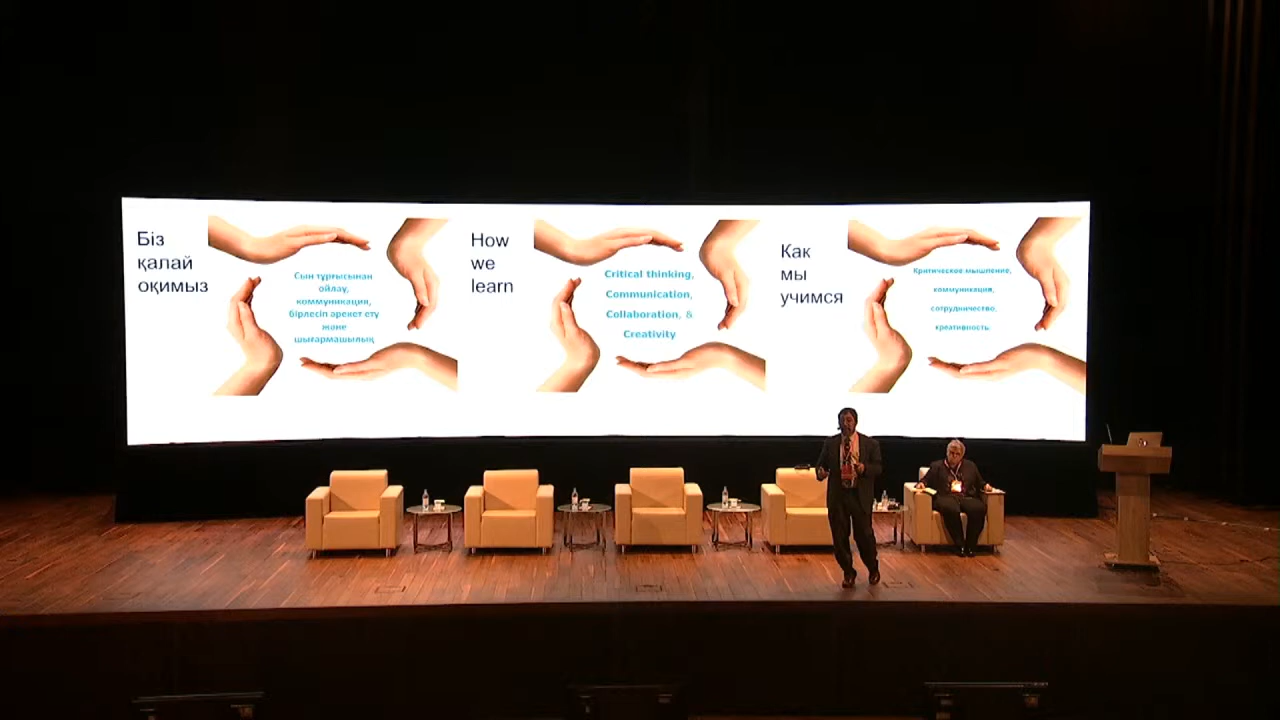 Біз
қалай
оқимыз
Сын тұрғысынан
ойлау,
коммуникация,
бірлесіп әрекет ету
және
шығармашылық
How
we
learn
Critical thinking,
Communication,
Collaboration, &
Creativity
Как
мы
учимся
Критическое мышление,
коммуникация,
сотрудничество,
креативность.